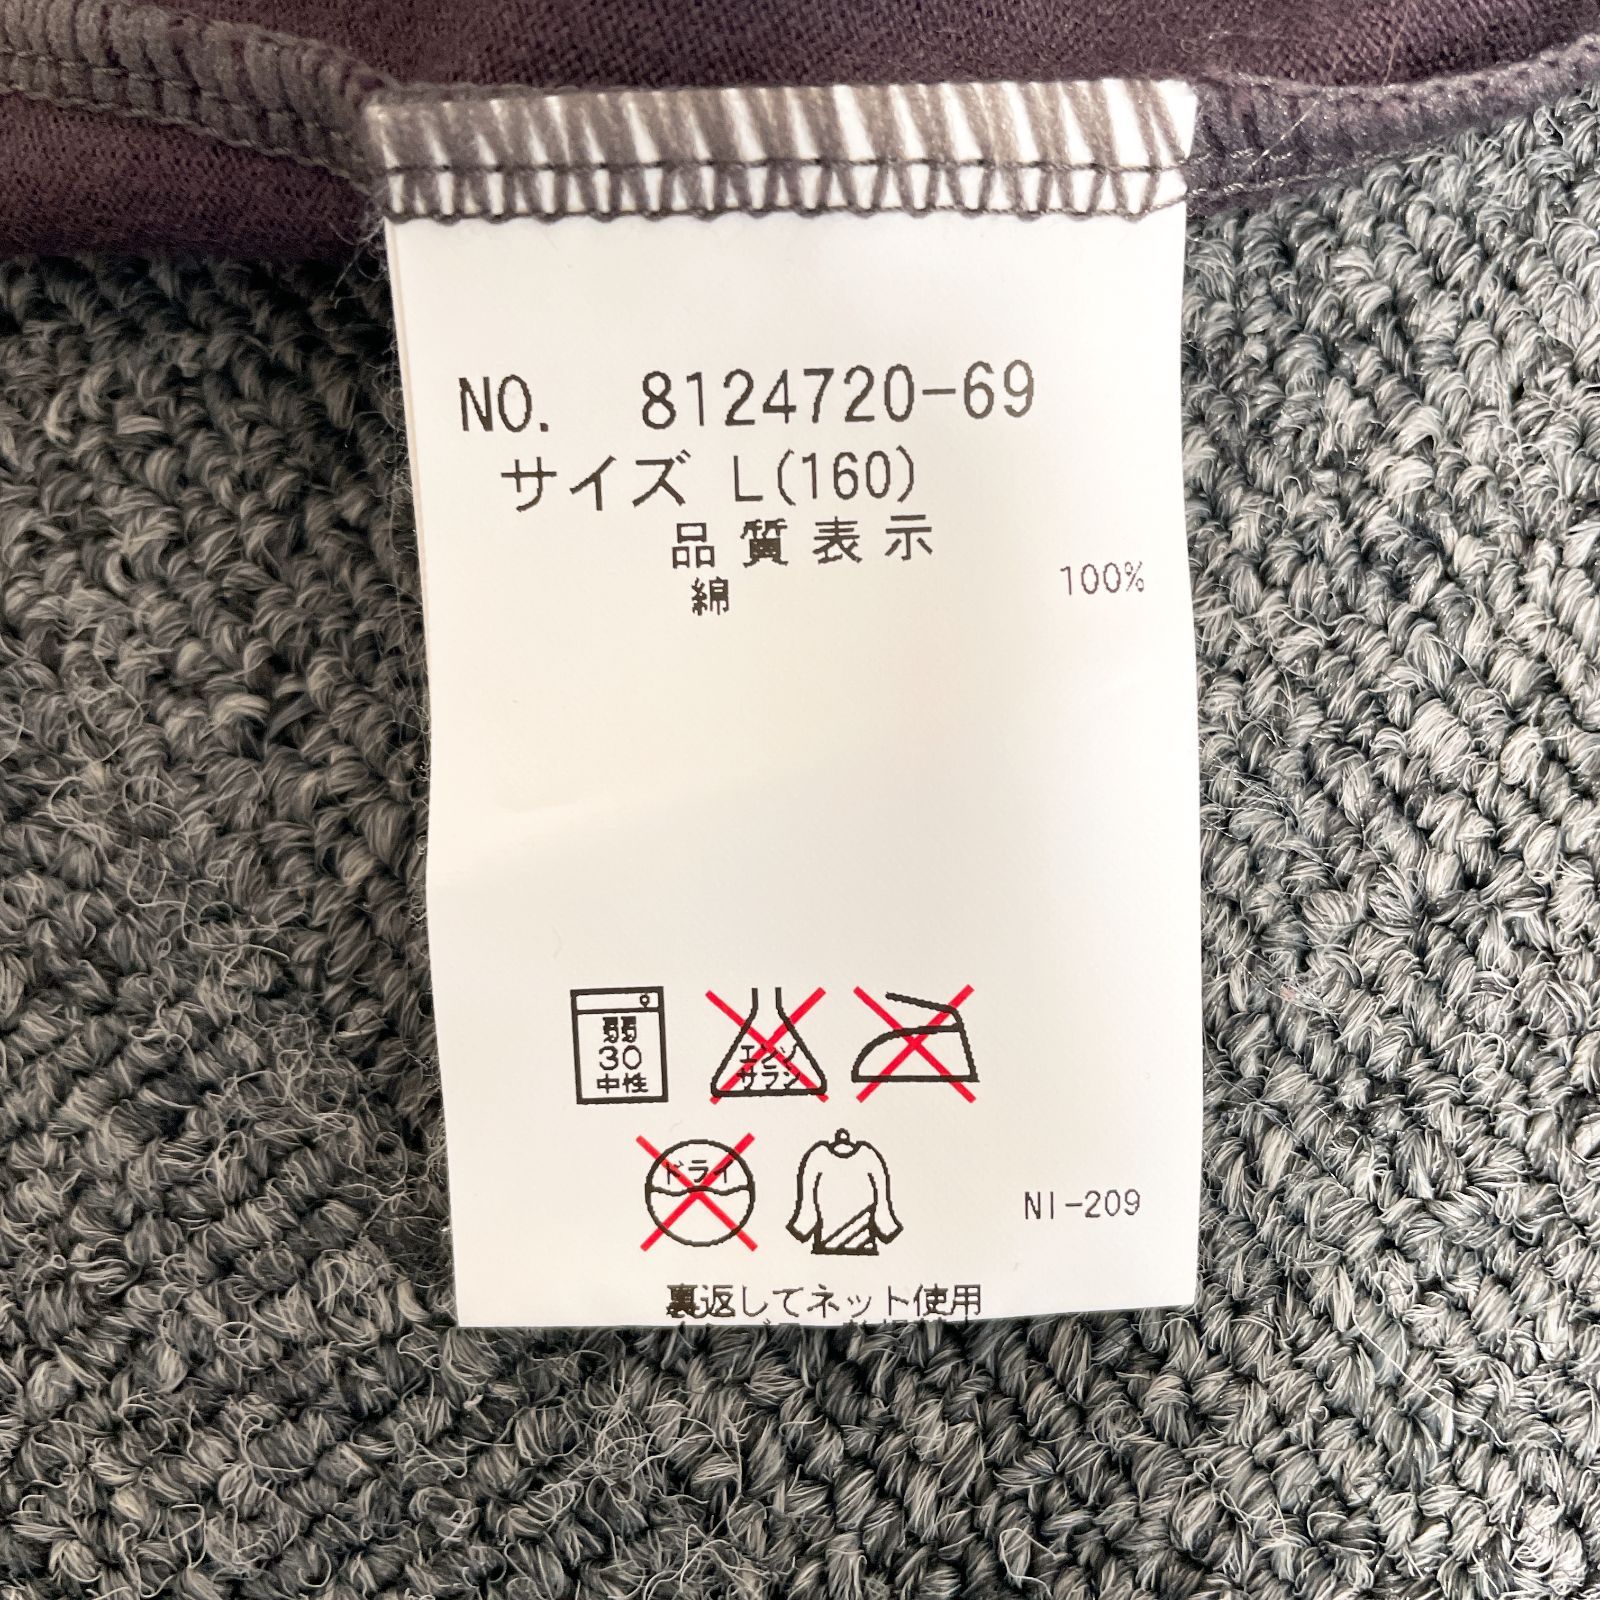 NO. 8124720-69
サイズ L(160)
品質表示
綿 100%
弱
30
中性
エンソ
サラシ
ドライ
NI-209
裏返してネット使用